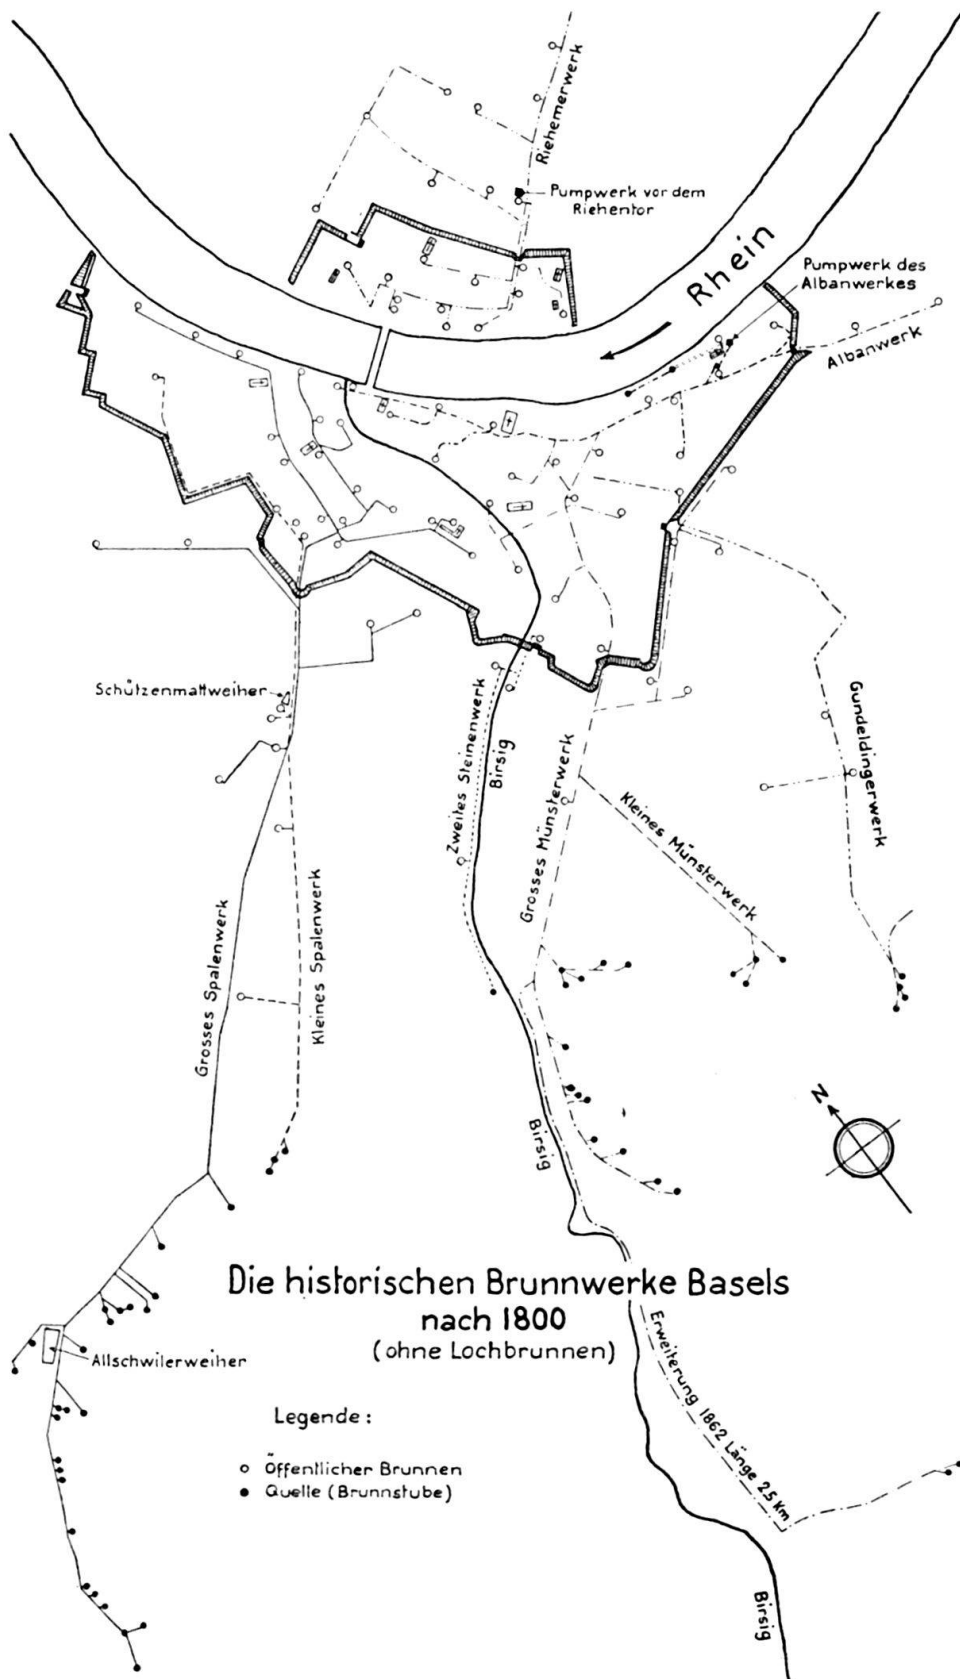 Riehemerwerk
Pumpwerk vor dem
Riehentor
Rhein
Pumpwerk des
Albanwerkes
Albanwerk
Schützenmattweiher
Zweites Steinenwerk
Birsig
Grosses Münsterwerk
Kleines Münsterwerk
Gundeldingerwerk
Grosses Spalenwerk
Kleines Spalenwerk
Birsig
N
Die historischen Brunnwerke Basels
nach 1800
(ohne Lochbrunnen)
Erweiterung 1862 Länge 25 Km
Allschwilerweiher
Legende:
Öffentlicher Brunnen
Quelle (Brunnstube)
Birsig